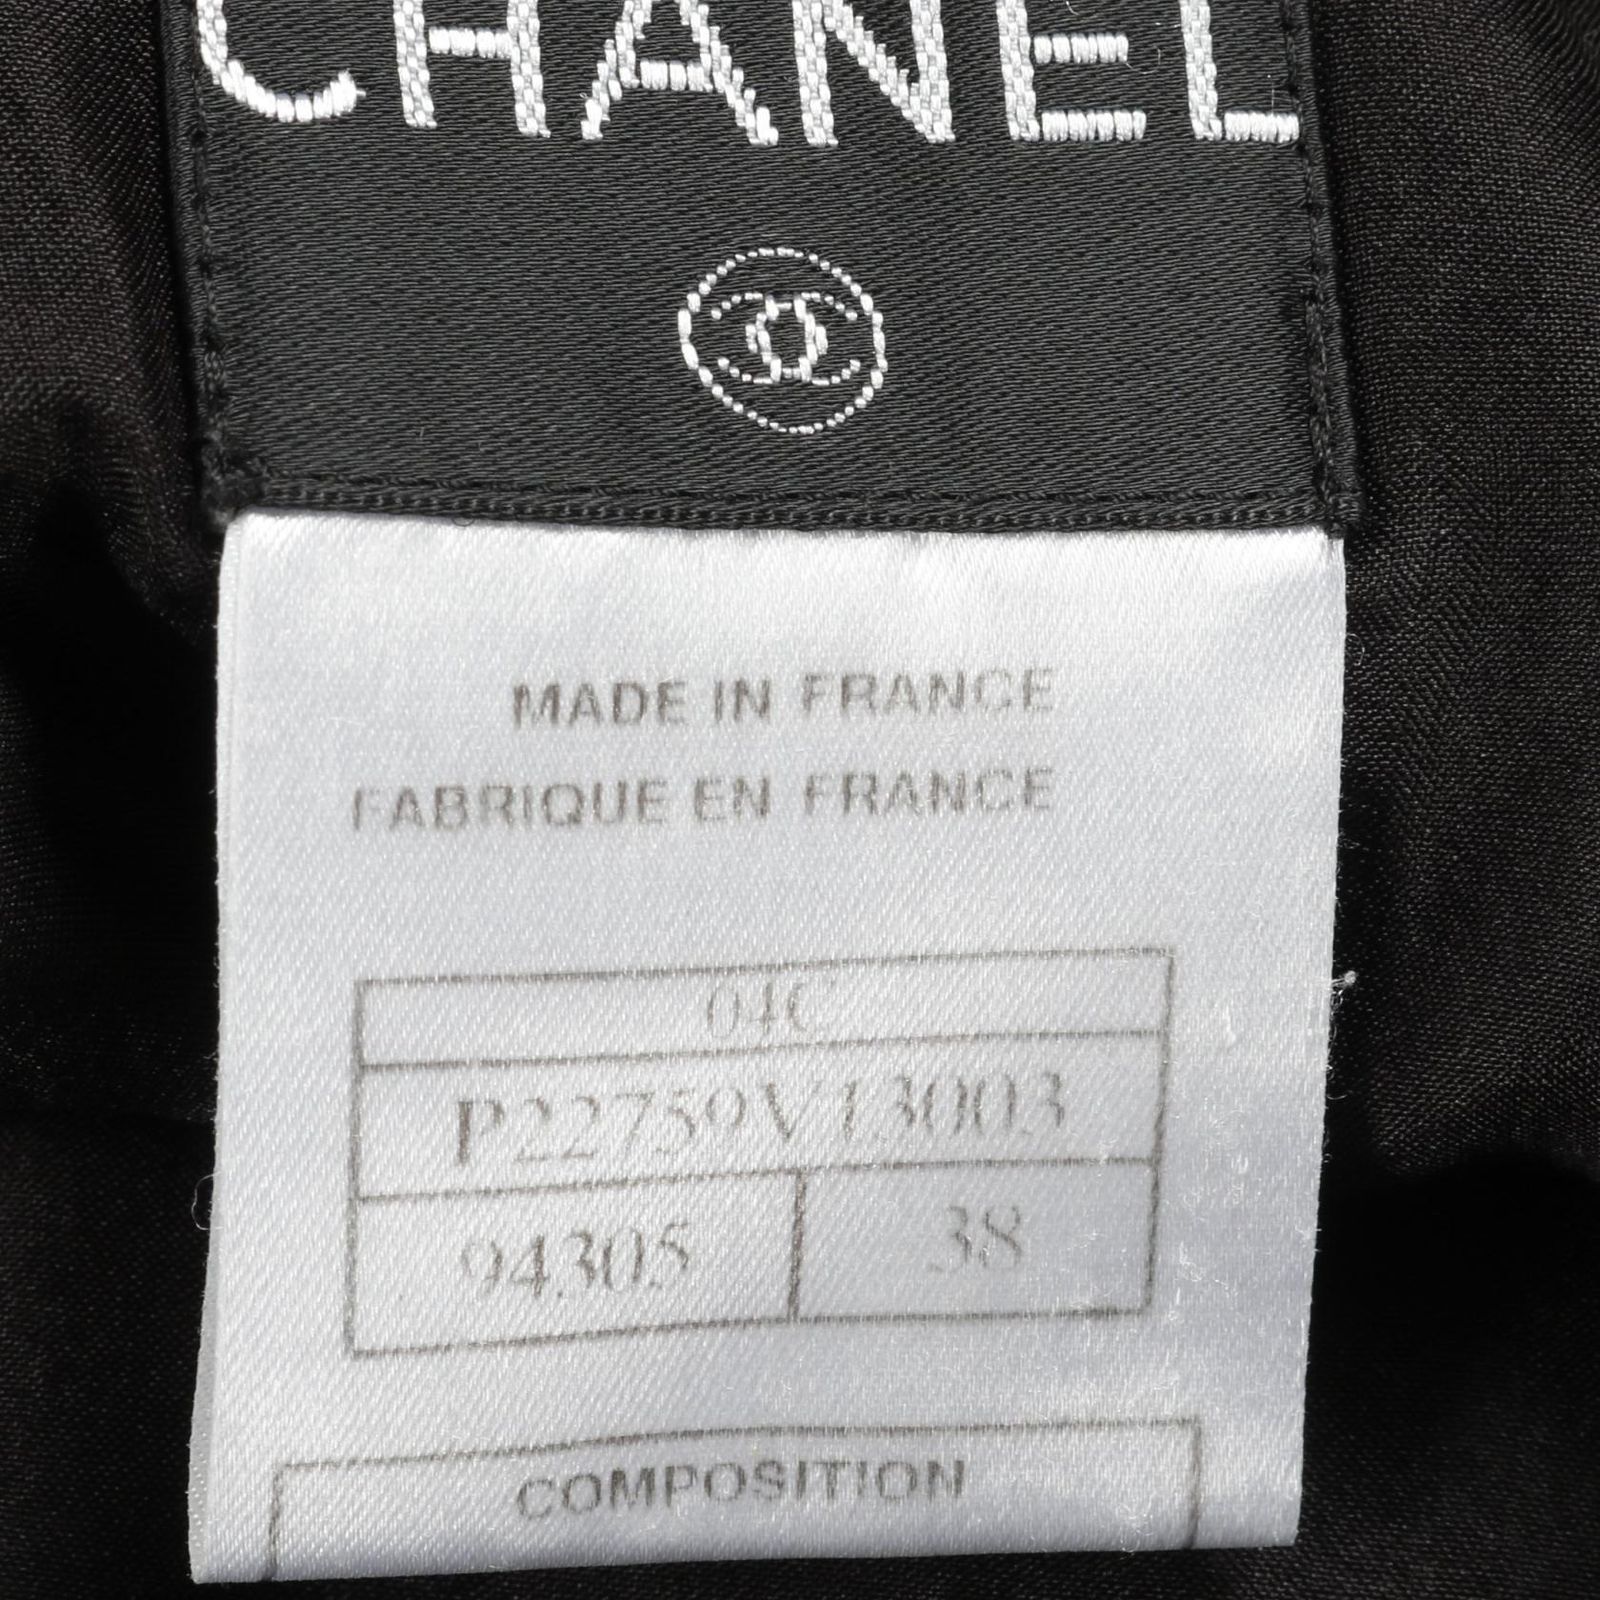 CHANEL
MADE IN FRANCE
FABRIQUE EN FRANCE
04C
P22759V13003
94305 38
COMPOSITION